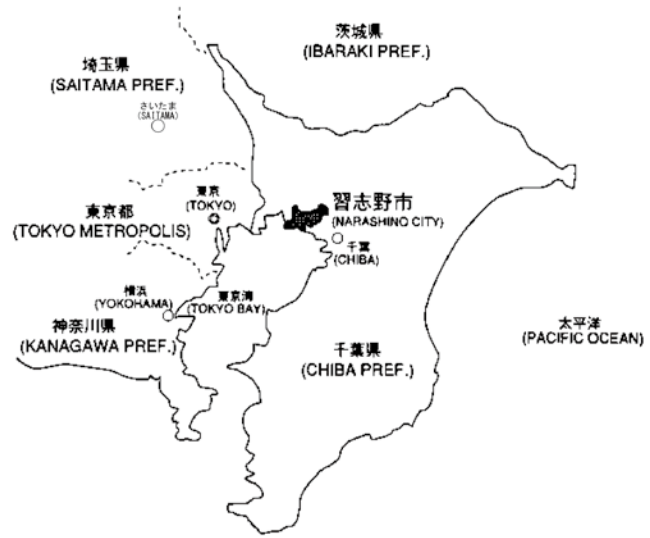 茨城県
(IBARAKI PREF.)
埼玉県
(SAITAMA PREF.)
さいたま
(SAITAMA)
東京
(TOKYO)
東京都
(TOKYO METROPOLIS)
習志野市
(NARASHINO CITY)
千葉
(CHIBA)
横浜
(YOKOHAMA)
東京湾
(TOKYO BAY)
神奈川県
(KANAGAWA PREF.)
千葉県
(CHIBA PREF.)
太平洋
(PACIFIC OCEAN)